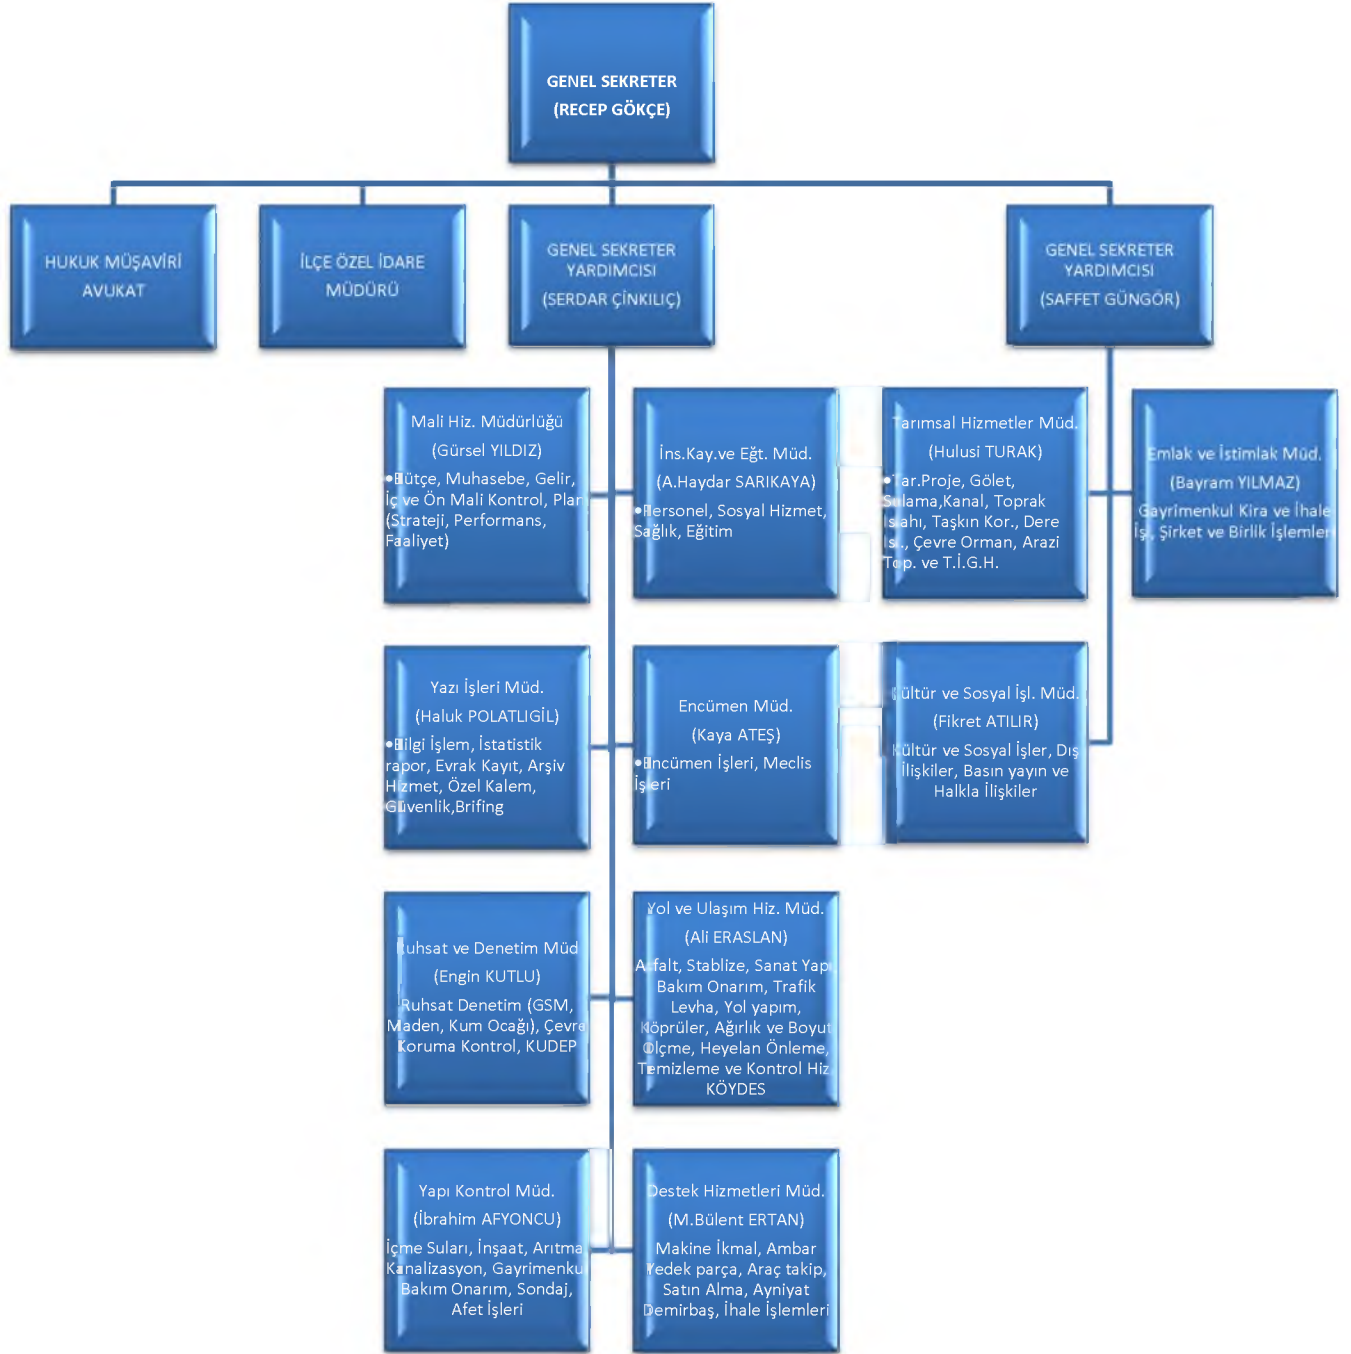 GENEL SEKRETER
(RECEP GÖKÇE)
HUKUK MÜŞAVİRİ
AVUKAT
İLÇE ÖZEL İDARE
MÜDÜRÜ
GENEL SEKRETER
YARDIMCISI
(SERDAR ÇİNKILIÇ)
GENEL SEKRETER
YARDIMCISI
(SAFFET GÜNGÖR)
Mali Hiz. Müdürlüğü
(Gürsel YILDIZ)
•Bütçe, Muhasebe, Gelir,
İç ve Ön Mali Kontrol, Plan
(Strateji, Performans,
Faaliyet)
İns.Kay.ve Eğt. Müd.
(A.Haydar SARIKAYA)
•Personel, Sosyal Hizmet,
Sağlık, Eğitim
Tarımsal Hizmetler Müd.
(Hulusi TURAK)
•Tar.Proje, Gölet,
Sulama,Kanal, Toprak
Islahı, Taşkın Kor., Dere
Isl., Çevre Orman, Arazi
Top. ve T.İ.G.H.
Emlak ve İstimlak Müd.
(Bayram YILMAZ)
Gayrimenkul Kira ve İhale
İşl, Şirket ve Birlik İşlemleri
Yazı İşleri Müd.
(Haluk POLATLIGİL)
•Bilgi İşlem, İstatistik
rapor, Evrak Kayıt, Arşiv
Hizmet, Özel Kalem,
Güvenlik,Brifing
Encümen Müd.
(Kaya ATEŞ)
•Encümen İşleri, Meclis
İşleri
Kültür ve Sosyal İşl. Müd.
(Fikret ATILIR)
Kültür ve Sosyal İşler, Dış
İlişkiler, Basın yayın ve
Halkla İlişkiler
Ruhsat ve Denetim Müd
(Engin KUTLU)
Ruhsat Denetim (GSM,
Maden, Kum Ocağı), Çevre
Koruma Kontrol, KUDEP
Yol ve Ulaşım Hiz. Müd.
(Ali ERASLAN)
Asfalt, Stablize, Sanat Yapı
Bakım Onarım, Trafik
Levha, Yol yapım,
Köprüler, Ağırlık ve Boyut
Ölçme, Heyelan Önleme,
Temizleme ve Kontrol Hiz
KÖYDES
Yapı Kontrol Müd.
(İbrahim AFYONCU)
İçme Suları, İnşaat, Arıtma
Kanalizasyon, Gayrimenkul
Bakım Onarım, Sondaj,
Afet İşleri
Destek Hizmetleri Müd.
(M.Bülent ERTAN)
Makine İkmal, Ambar
Yedek parça, Araç takip,
Satın Alma, Ayniyat
Demirbaş, İhale İşlemleri